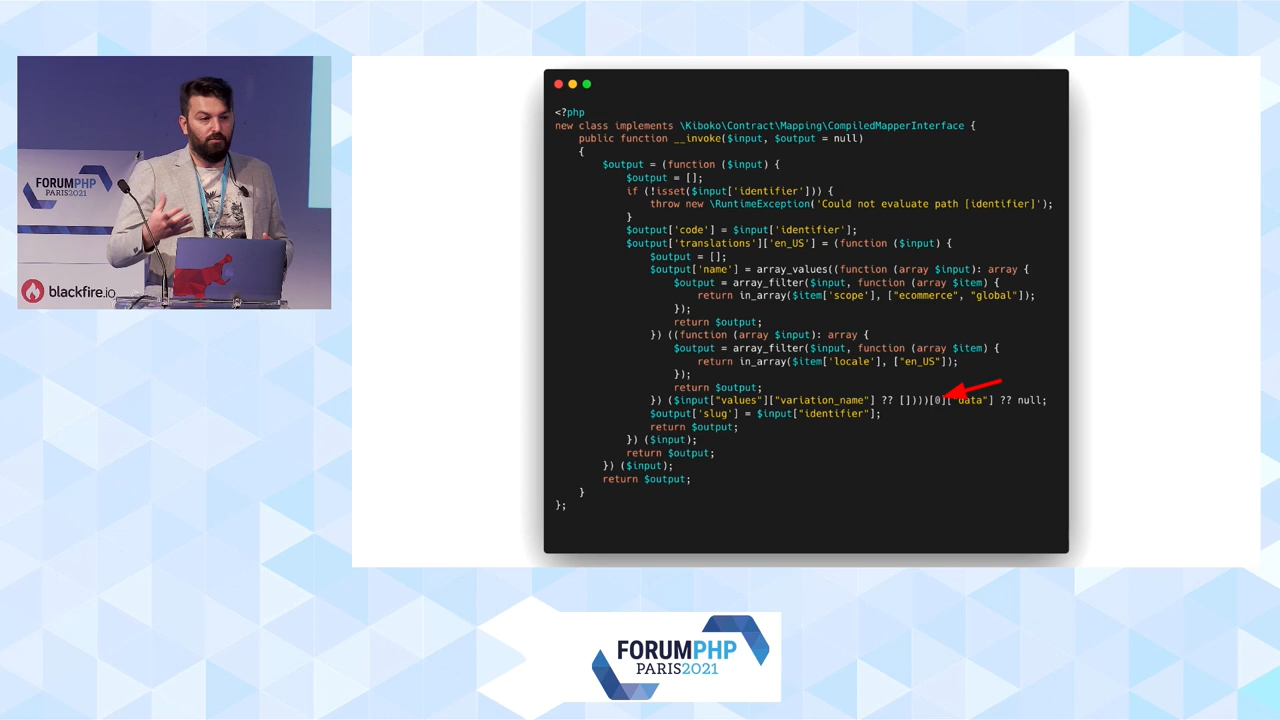 FORUMPHP
PARIS2021
blackfire.io
<?php
new class implements \Kiboko\Contract\Mapping\CompiledMapperInterface {
    public function __invoke($input, $output = null)
    {
        $output = (function ($input) {
            $output = [];
            if (!isset($input['identifier'])) {
                throw new \RuntimeException('Could not evaluate path [identifier]');
            }
            $output['code'] = $input['identifier'];
            $output['translations']['en_US'] = (function ($input) {
                $output = [];
                $output['name'] = array_values((function (array $input): array {
                    $output = array_filter($input, function (array $item) {
                        return in_array($item['scope'], ["ecommerce", "global"]);
                    });
                    return $output;
                }) ((function (array $input): array {
                    $output = array_filter($input, function (array $item) {
                        return in_array($item['locale'], ["en_US"]);
                    });
                    return $output;
                }) ($input["values"]["variation_name"] ?? [])))[0]["data"] ?? null;
                $output['slug'] = $input["identifier"];
                return $output;
            }) ($input);
            return $output;
        }) ($input);
        return $output;
    }
};
FORUMPHP
PARIS2021